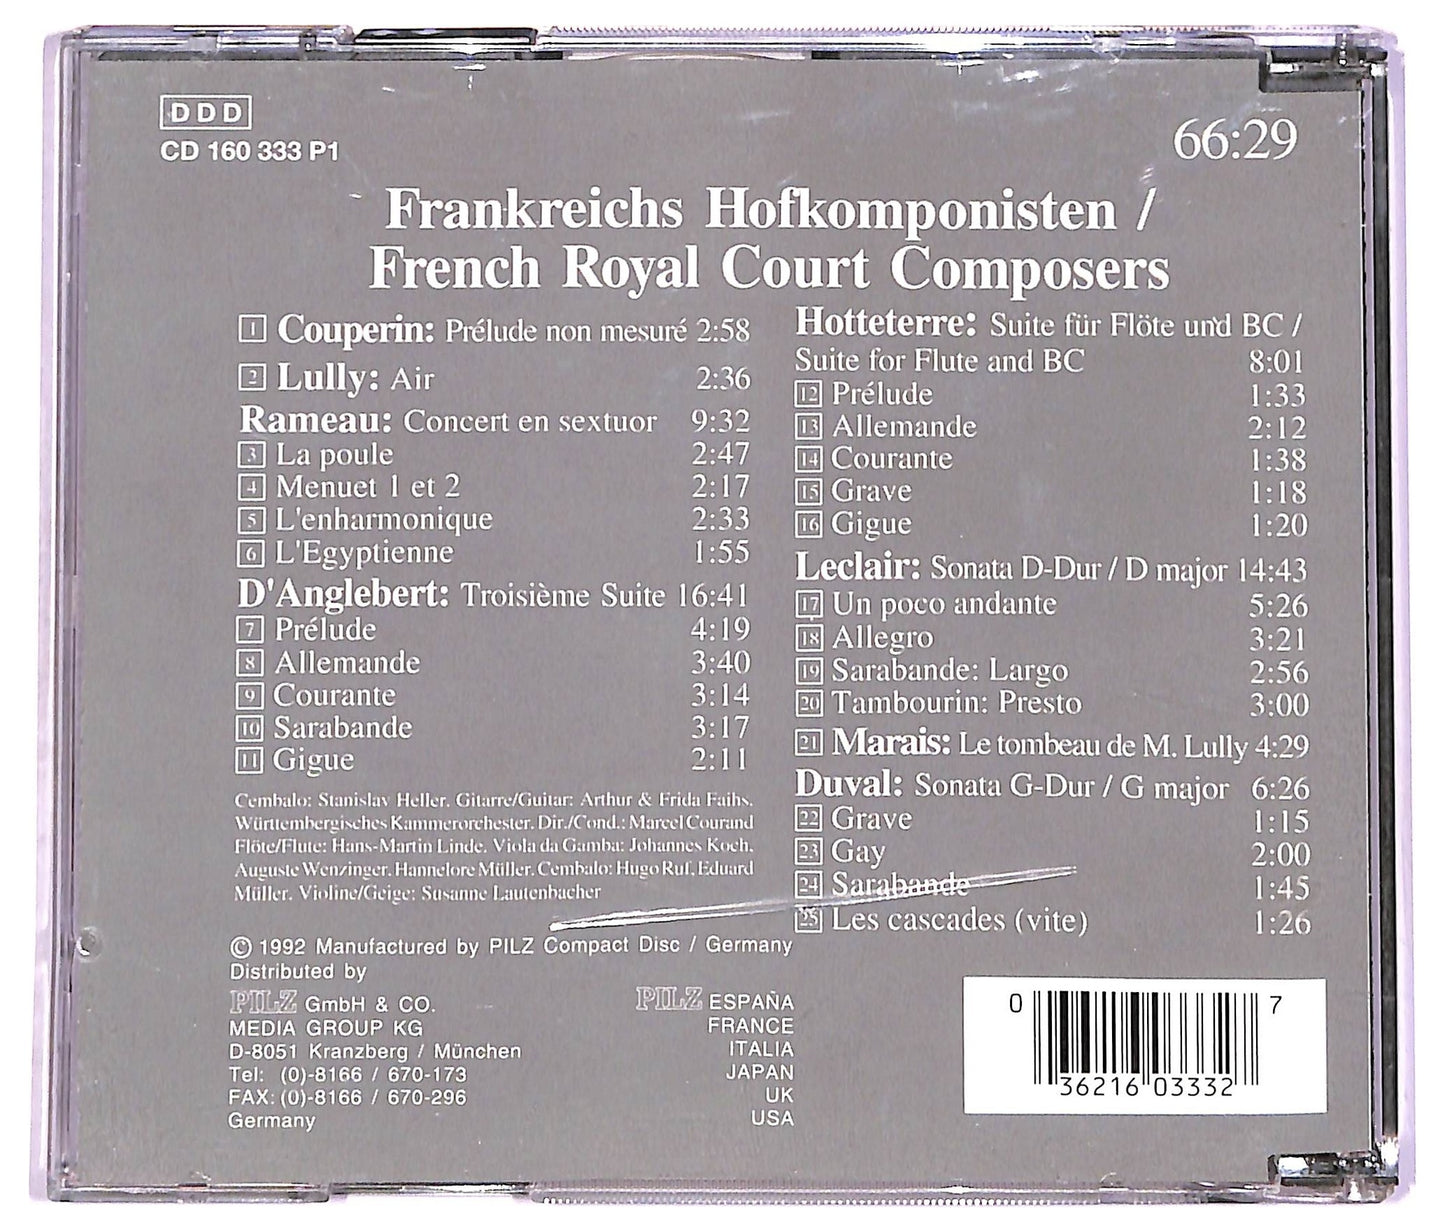 DDD
CD 160 333 P1
66:29
Frankreichs Hofkomponisten /
French Royal Court Composers
1 Couperin: Prélude non mesuré 2:58
2 Lully: Air 2:36
Rameau: Concert en sextuor 9:32
3 La poule 2:47
4 Menuet 1 et 2 2:17
5 L'enharmonique 2:33
6 L'Egyptienne 1:55
D'Anglebert: Troisième Suite 16:41
7 Prélude 4:19
8 Allemande 3:40
9 Courante 3:14
10 Sarabande 3:17
11 Gigue 2:11
Cembalo: Stanislav Heller. Gitarre/Guitar: Arthur & Frida Faihs.
Württembergisches Kammerorchester. Dir./Cond.: Marcel Courand
Flöte/Flute: Hans-Martin Linde. Viola da Gamba: Johannes Koch,
Auguste Wenzinger. Hannelore Müller. Cembalo: Hugo Ruf, Eduard
Müller. Violine/Geige: Susanne Lautenbacher
Hotteterre: Suite für Flöte und BC /
Suite for Flute and BC 8:01
12 Prélude 1:33
13 Allemande 2:12
14 Courante 1:38
15 Grave 1:18
16 Gigue 1:20
Leclair: Sonata D-Dur / D major 14:43
17 Un poco andante 5:26
18 Allegro 3:21
19 Sarabande: Largo 2:56
20 Tambourin: Presto 3:00
21 Marais: Le tombeau de M. Lully 4:29
Duval: Sonata G-Dur / G major 6:26
22 Grave 1:15
23 Gay 2:00
24 Sarabande 1:45
25 Les cascades (vite) 1:26
© 1992 Manufactured by PILZ Compact Disc / Germany
Distributed by
PILZ GmbH & CO.
MEDIA GROUP KG
D-8051 Kranzberg / München
Tel: (0)-8166 / 670-173
FAX: (0)-8166 / 670-296
Germany
PILZ ESPAÑA
FRANCE
ITALIA
JAPAN
UK
USA
0 36216 03332 7